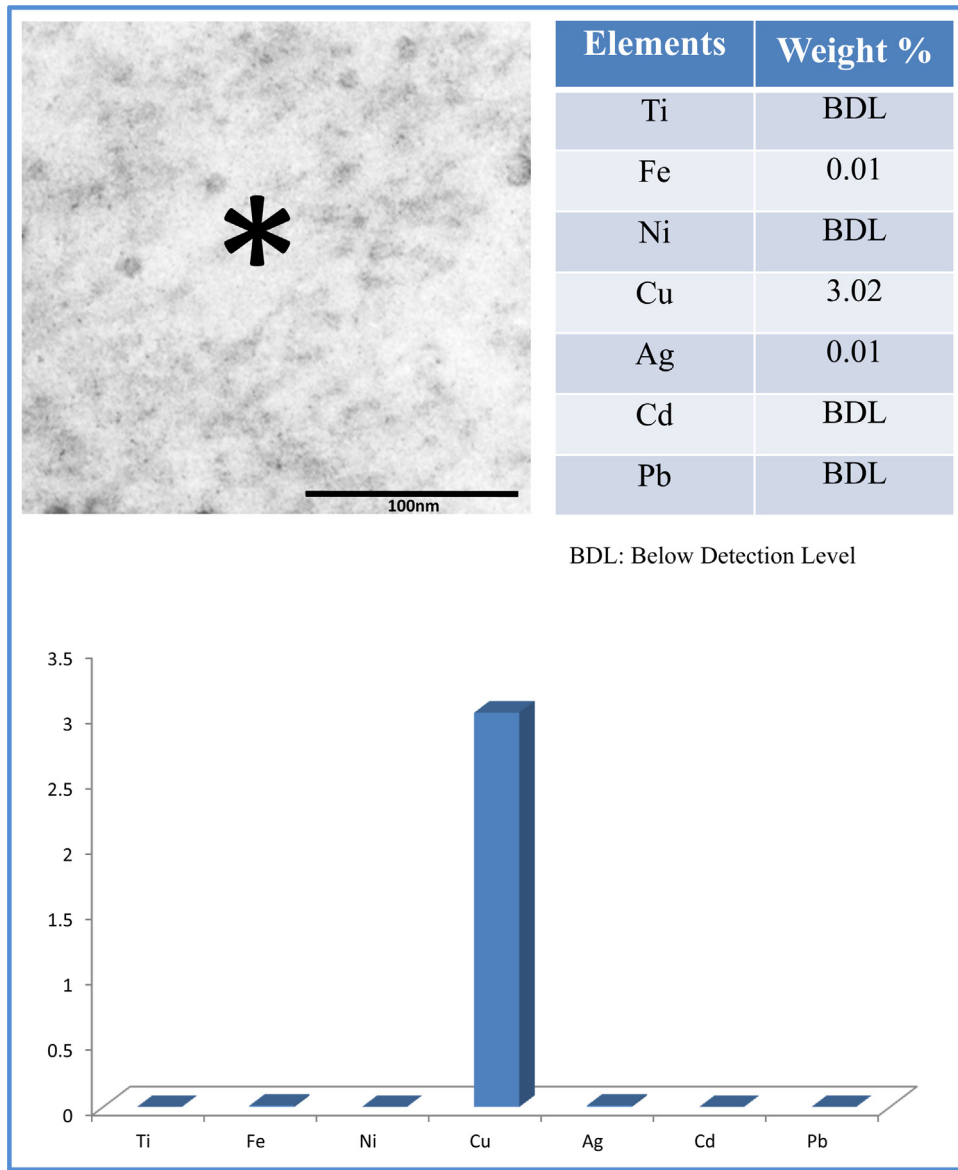 Elements Weight %
Ti BDL
Fe 0.01
Ni BDL
Cu 3.02
Ag 0.01
Cd BDL
Pb BDL
100nm
BDL: Below Detection Level
3.5
3
2.5
2
1.5
1
0.5
0
Ti Fe Ni Cu Ag Cd Pb